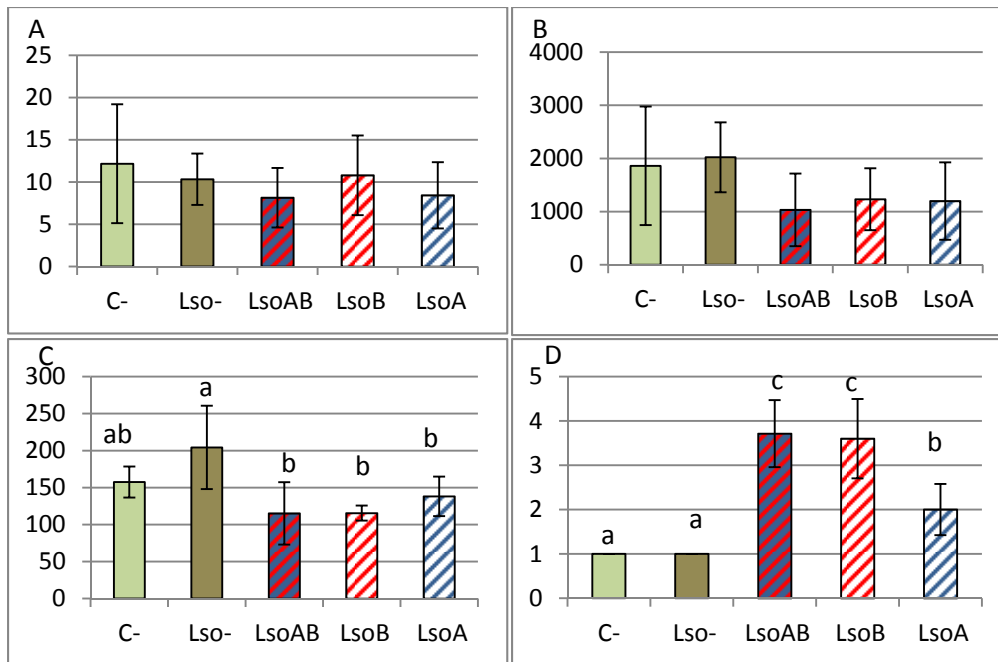 A
25
20
15
10
5
0
C- Lso- LsoAB LsoB LsoA
B
4000
3000
2000
1000
0
C- Lso- LsoAB LsoB LsoA
C
300
250
200
150
100
50
0
ab a b b b
C- Lso- LsoAB LsoB LsoA
D
5
4
3
2
1
0
a a c c b
C- Lso- LsoAB LsoB LsoA